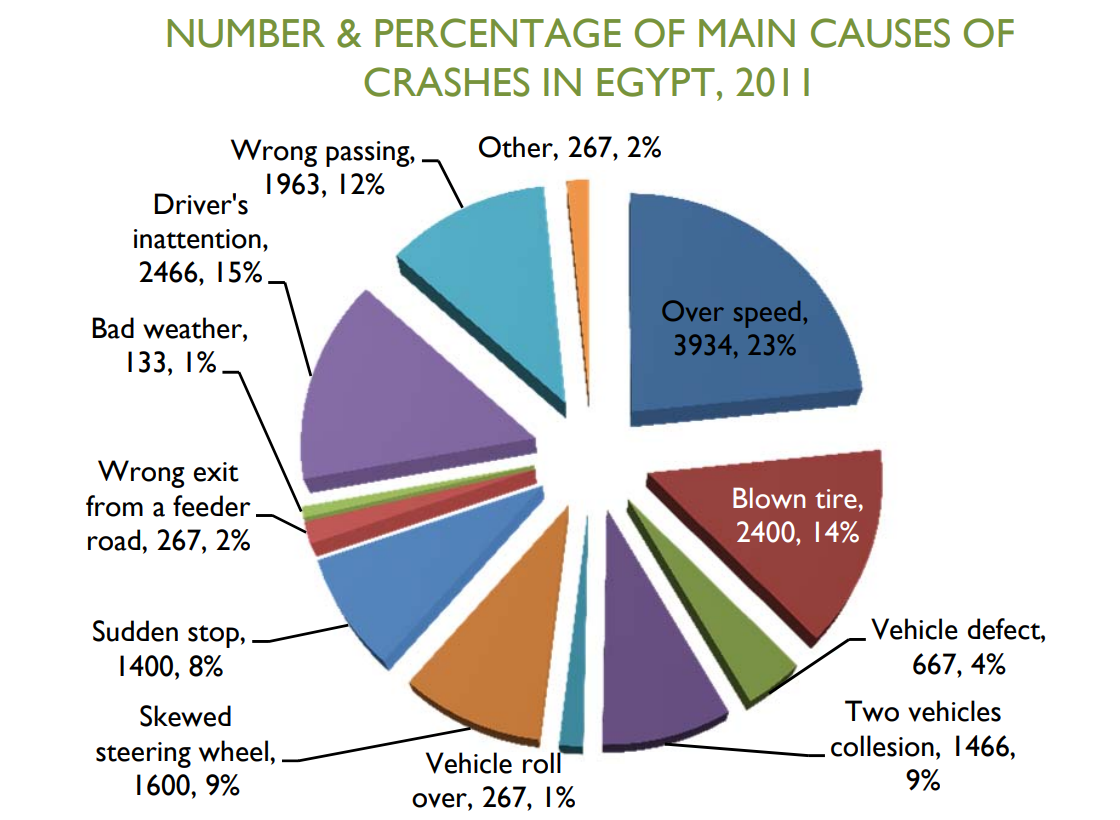 NUMBER & PERCENTAGE OF MAIN CAUSES OF
CRASHES IN EGYPT, 2011
Other, 267, 2%
Over speed,
3934, 23%
Blown tire,
2400, 14%
Vehicle defect,
667, 4%
Two vehicles
collesion, 1466,
9%
Vehicle roll
over, 267, 1%
Skewed
steering wheel,
1600, 9%
Sudden stop,
1400, 8%
Wrong exit
from a feeder
road, 267, 2%
Bad weather,
133, 1%
Driver's
inattention,
2466, 15%
Wrong passing,
1963, 12%